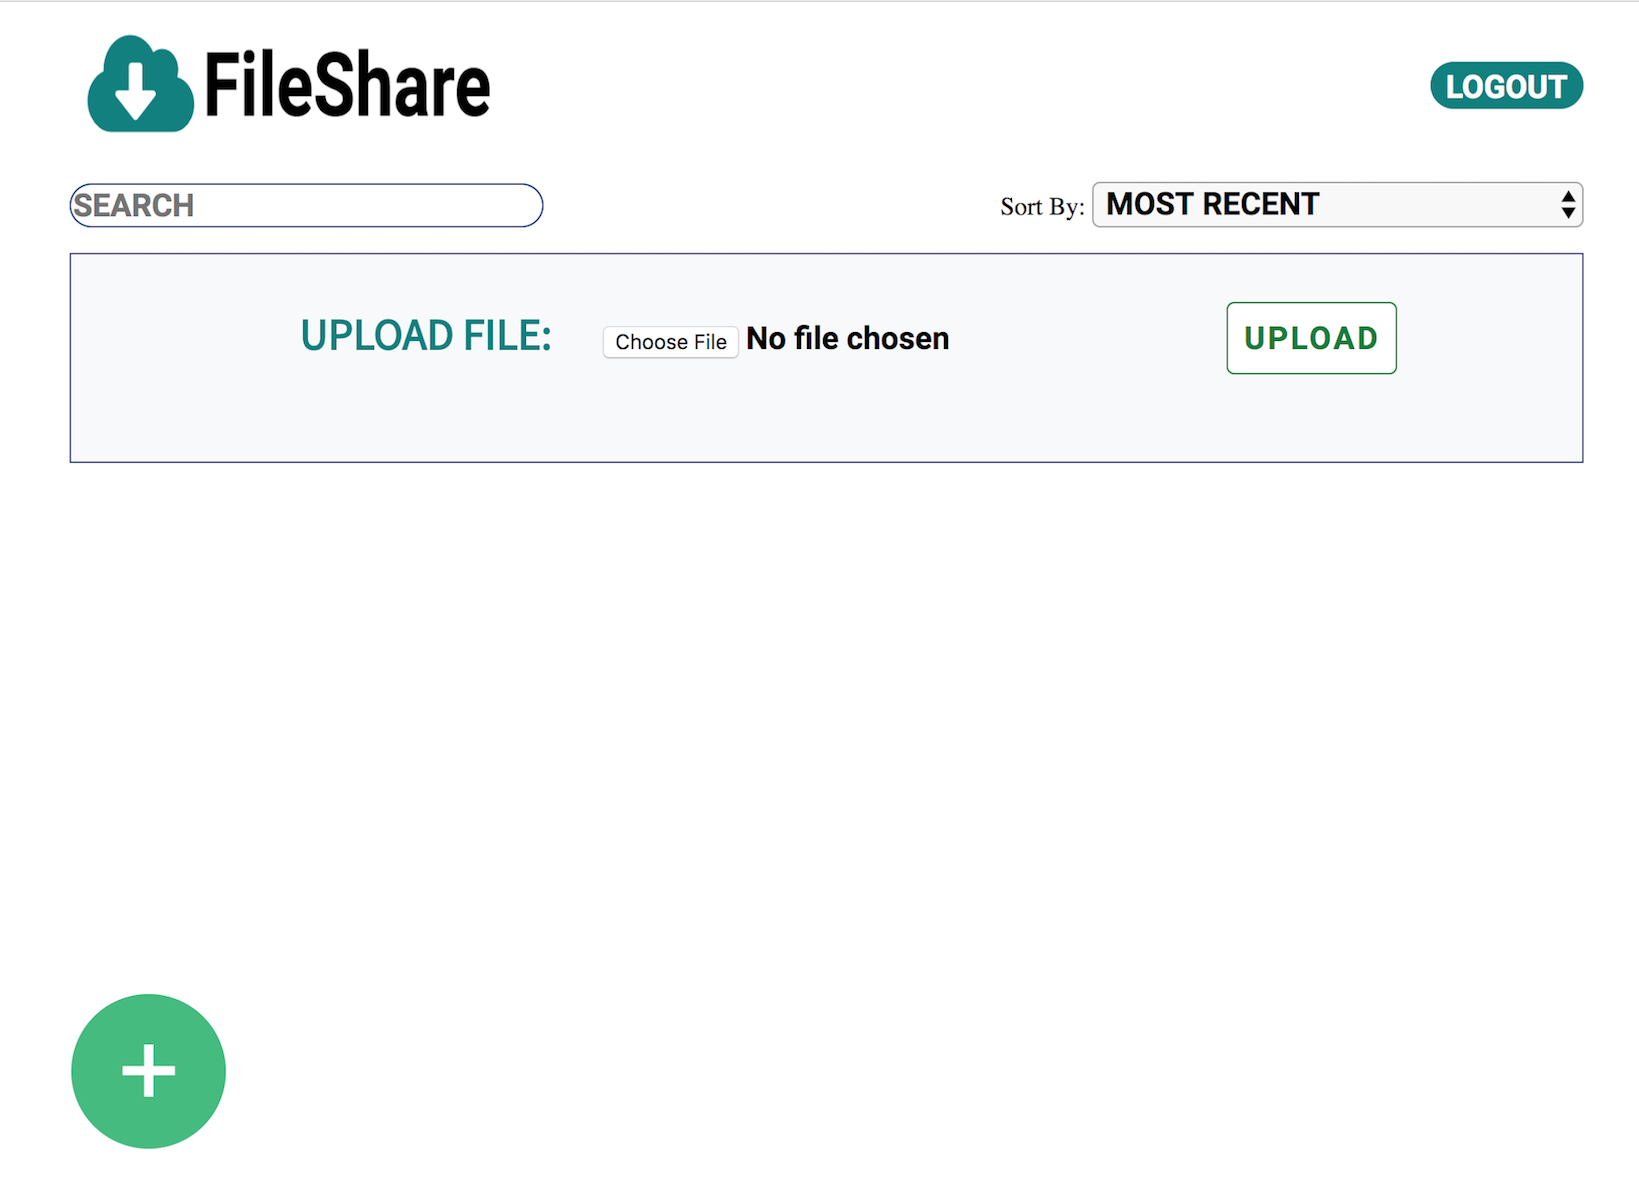 FileShare
LOGOUT
SEARCH
Sort By: MOST RECENT
UPLOAD FILE: Choose File No file chosen UPLOAD
+